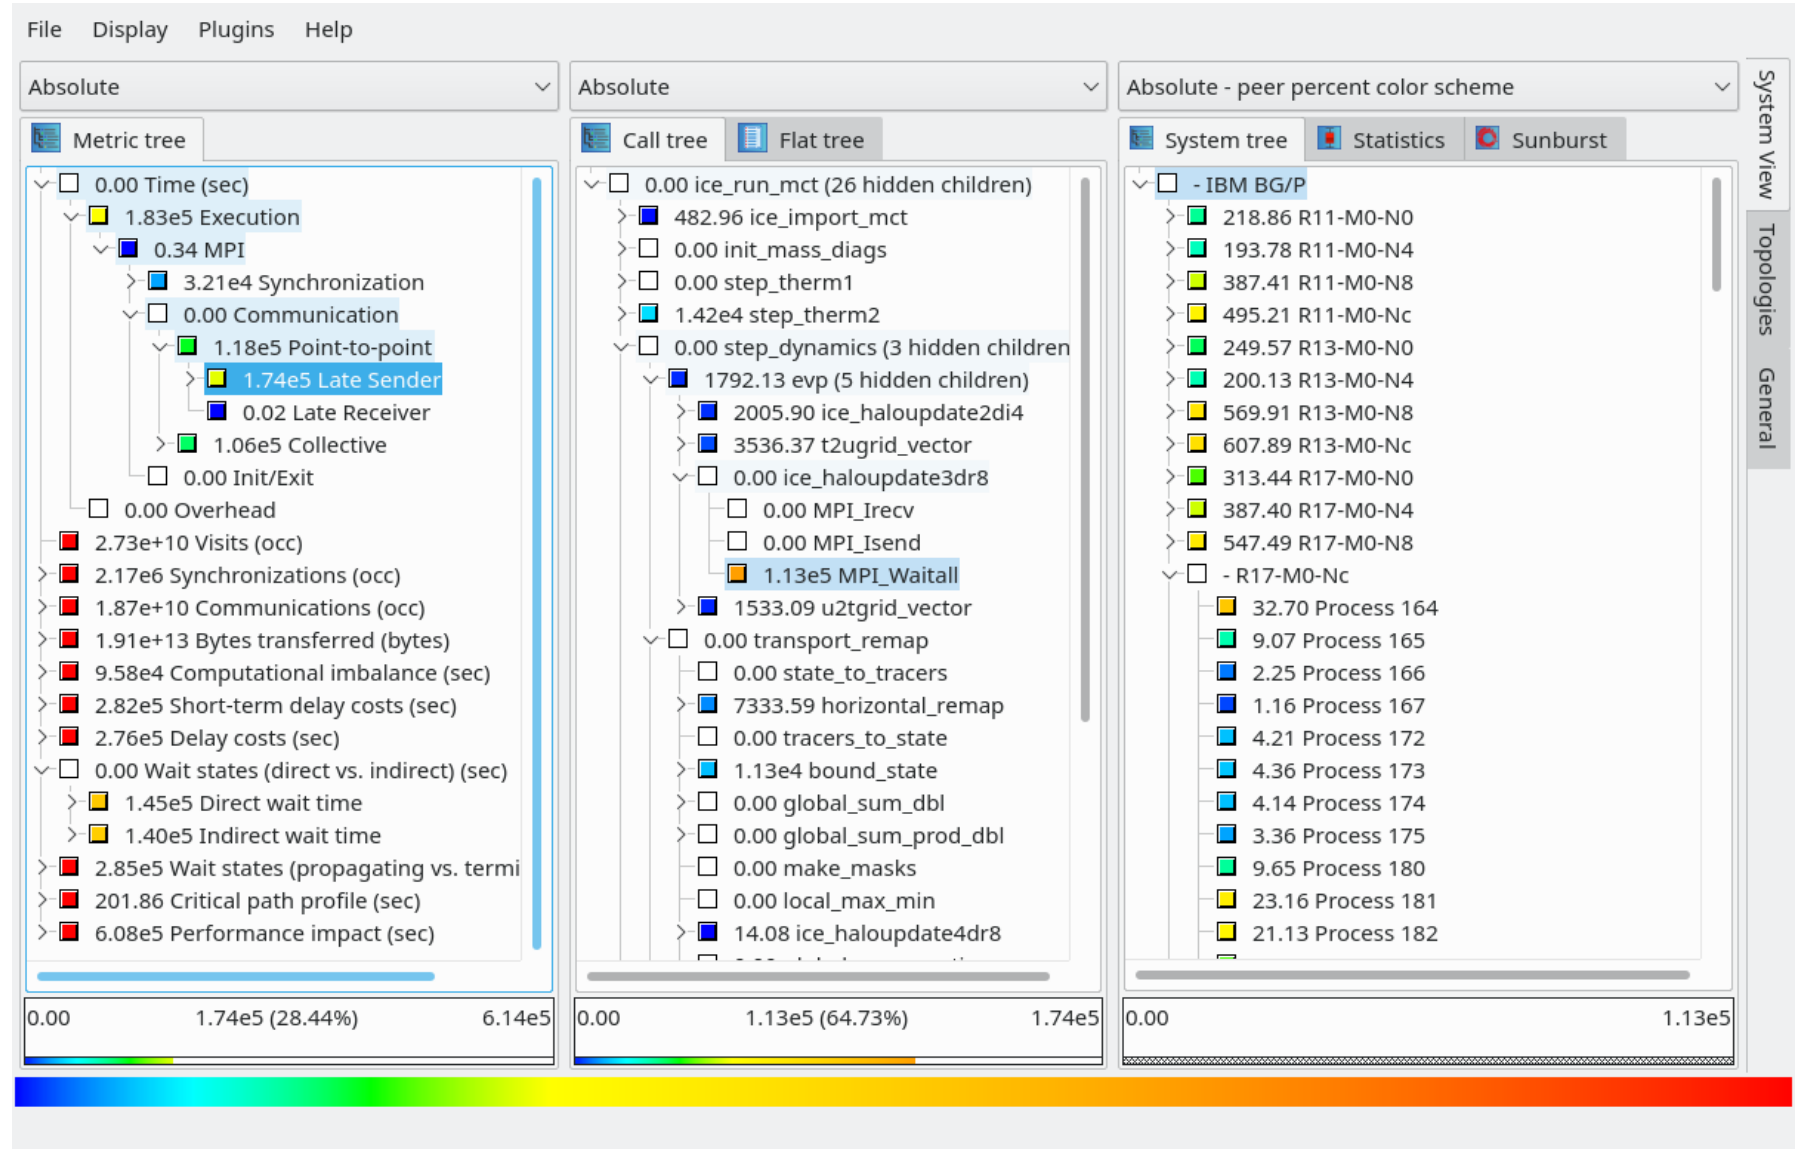 File Display Plugins Help
Absolute
Metric tree
0.00 Time (sec)
1.83e5 Execution
0.34 MPI
3.21e4 Synchronization
0.00 Communication
1.18e5 Point-to-point
1.74e5 Late Sender
0.02 Late Receiver
1.06e5 Collective
0.00 Init/Exit
0.00 Overhead
2.73e+10 Visits (occ)
2.17e6 Synchronizations (occ)
1.87e+10 Communications (occ)
1.91e+13 Bytes transferred (bytes)
9.58e4 Computational imbalance (sec)
2.82e5 Short-term delay costs (sec)
2.76e5 Delay costs (sec)
0.00 Wait states (direct vs. indirect) (sec)
1.45e5 Direct wait time
1.40e5 Indirect wait time
2.85e5 Wait states (propagating vs. termi
201.86 Critical path profile (sec)
6.08e5 Performance impact (sec)
0.00 1.74e5 (28.44%) 6.14e5
Absolute
Call tree Flat tree
0.00 ice_run_mct (26 hidden children)
482.96 ice_import_mct
0.00 init_mass_diags
0.00 step_therm1
1.42e4 step_therm2
0.00 step_dynamics (3 hidden children
1792.13 evp (5 hidden children)
2005.90 ice_haloupdate2di4
3536.37 t2ugrid_vector
0.00 ice_haloupdate3dr8
0.00 MPI_Irecv
0.00 MPI_Isend
1.13e5 MPI_Waitall
1533.09 u2tgrid_vector
0.00 transport_remap
0.00 state_to_tracers
7333.59 horizontal_remap
0.00 tracers_to_state
1.13e4 bound_state
0.00 global_sum_dbl
0.00 global_sum_prod_dbl
0.00 make_masks
0.00 local_max_min
14.08 ice_haloupdate4dr8
0.00 1.13e5 (64.73%) 1.74e5
Absolute - peer percent color scheme
System tree Statistics Sunburst
- IBM BG/P
218.86 R11-M0-N0
193.78 R11-M0-N4
387.41 R11-M0-N8
495.21 R11-M0-Nc
249.57 R13-M0-N0
200.13 R13-M0-N4
569.91 R13-M0-N8
607.89 R13-M0-Nc
313.44 R17-M0-N0
387.40 R17-M0-N4
547.49 R17-M0-N8
- R17-M0-Nc
32.70 Process 164
9.07 Process 165
2.25 Process 166
1.16 Process 167
4.21 Process 172
4.36 Process 173
4.14 Process 174
3.36 Process 175
9.65 Process 180
23.16 Process 181
21.13 Process 182
0.00 1.13e5
System View
Topologies
General